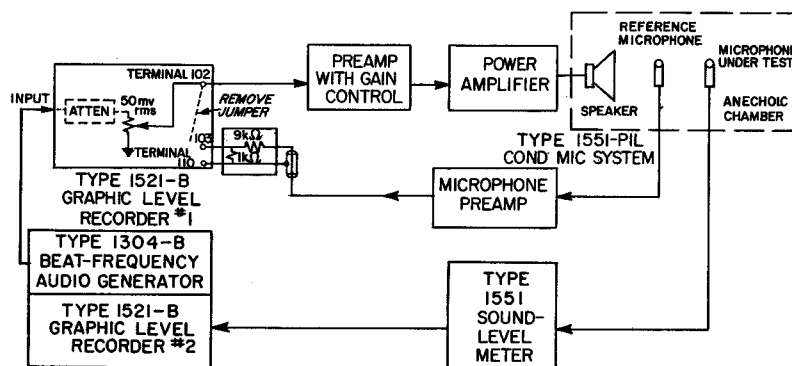 TERMINAL 102
INPUT
ATTEN
50mv
rms
REMOVE
JUMPER
103
9kΩ
TERMINAL
110
1kΩ
TYPE 1521-B
GRAPHIC LEVEL
RECORDER #1
PREAMP
WITH GAIN
CONTROL
POWER
AMPLIFIER
REFERENCE
MICROPHONE
MICROPHONE
UNDER TEST
SPEAKER
ANECHOIC
CHAMBER
TYPE 1551-PIL
COND MIC SYSTEM
MICROPHONE
PREAMP
TYPE 1304-B
BEAT-FREQUENCY
AUDIO GENERATOR
TYPE 1521-B
GRAPHIC LEVEL
RECORDER #2
TYPE
1551
SOUND-
LEVEL
METER